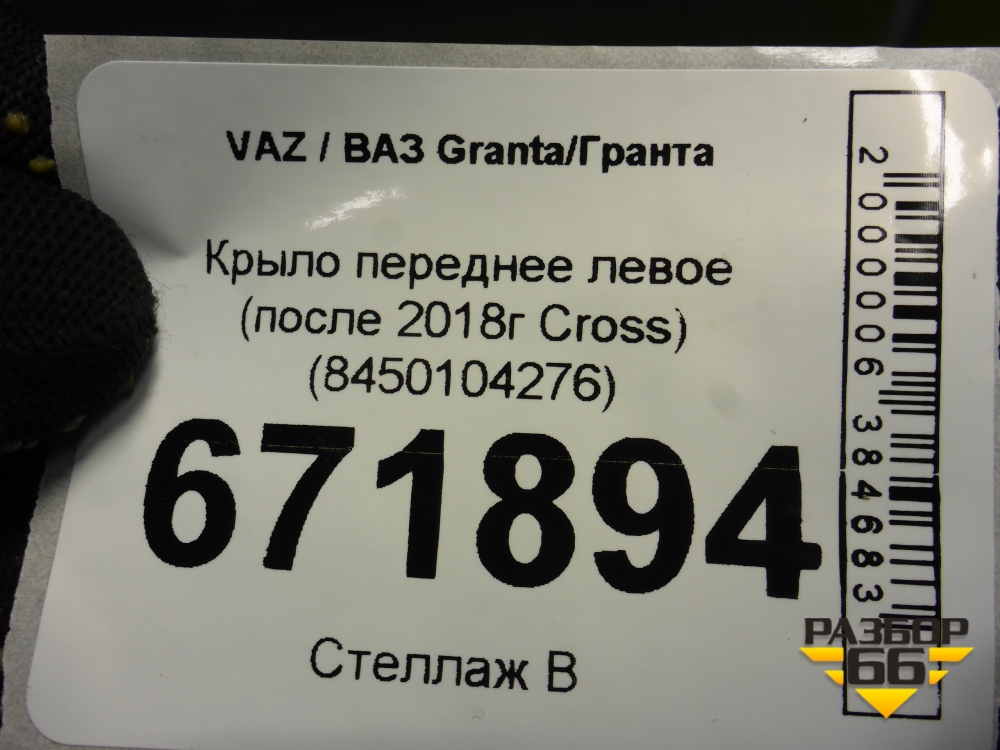 VAZ / ВАЗ Granta/Гранта
Крыло переднее левое
(после 2018г Cross)
(8450104276)
671894
Стеллаж В
2000006384683
РАЗБОР
66